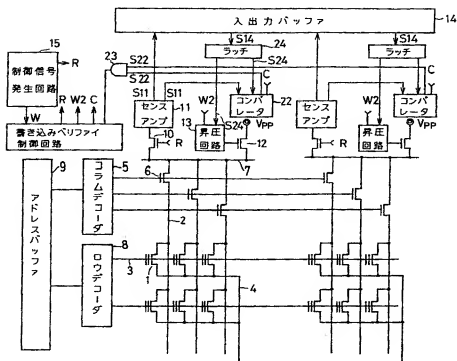 入出力バッファ
14
15
制御信号
発生回路
R
23
S22
S22
S14
24
ラッチ
S14
C
S14
ラッチ
S14
C
W
R W2 C
書き込みベリファイ
制御回路
S11
S11
センス
アンプ
11
W2
13
S24
昇圧
回路
コンパ
レータ
22
VPP
12
10
R
センス
アンプ
W2
昇圧
回路
コンパ
レータ
VPP
R
7
9
アドレスバッファ
5
コラムデコーダ
6
2
8
ロウデコーダ
3
1
4